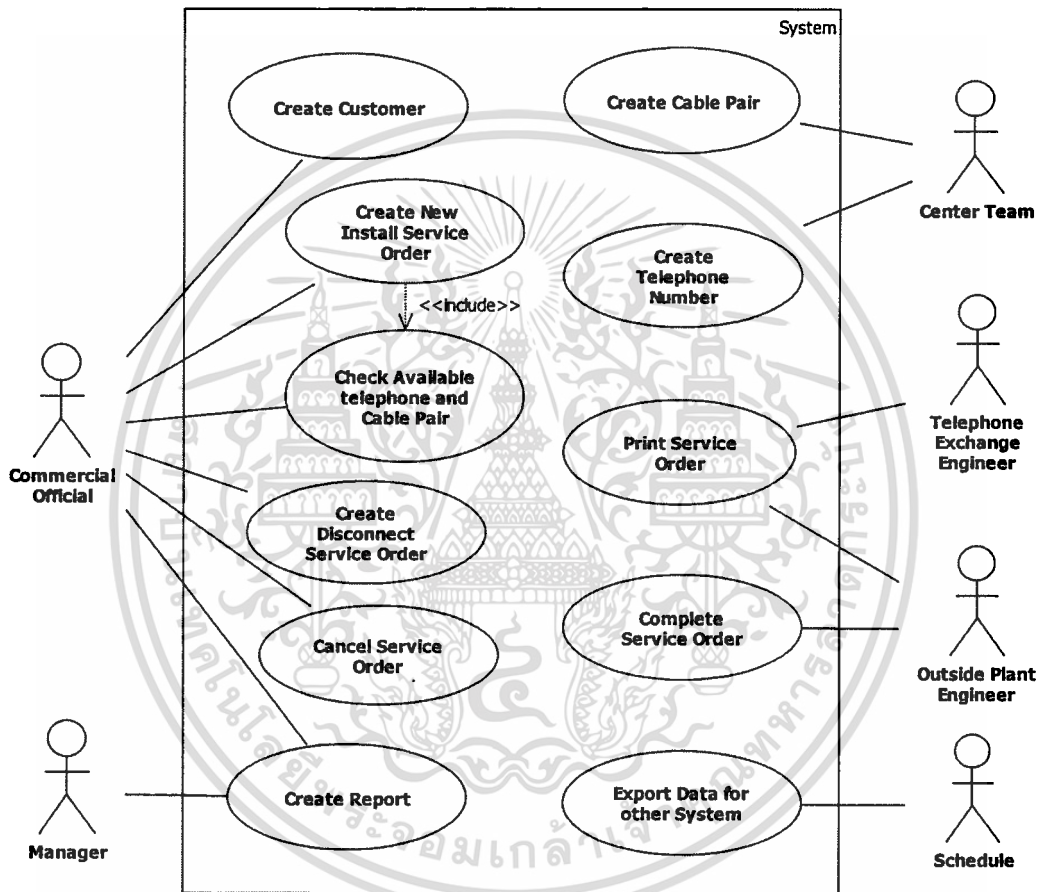 System
Create Customer
Create Cable Pair
Center Team
Create New
Install Service
Order
<<include>>
Create
Telephone
Number
Check Available
telephone and
Cable Pair
Commercial
Official
Print Service
Order
Telephone
Exchange
Engineer
Create
Disconnect
Service Order
Cancel Service
Order
Complete
Service Order
Outside Plant
Engineer
Create Report
Manager
Export Data for
other System
Schedule